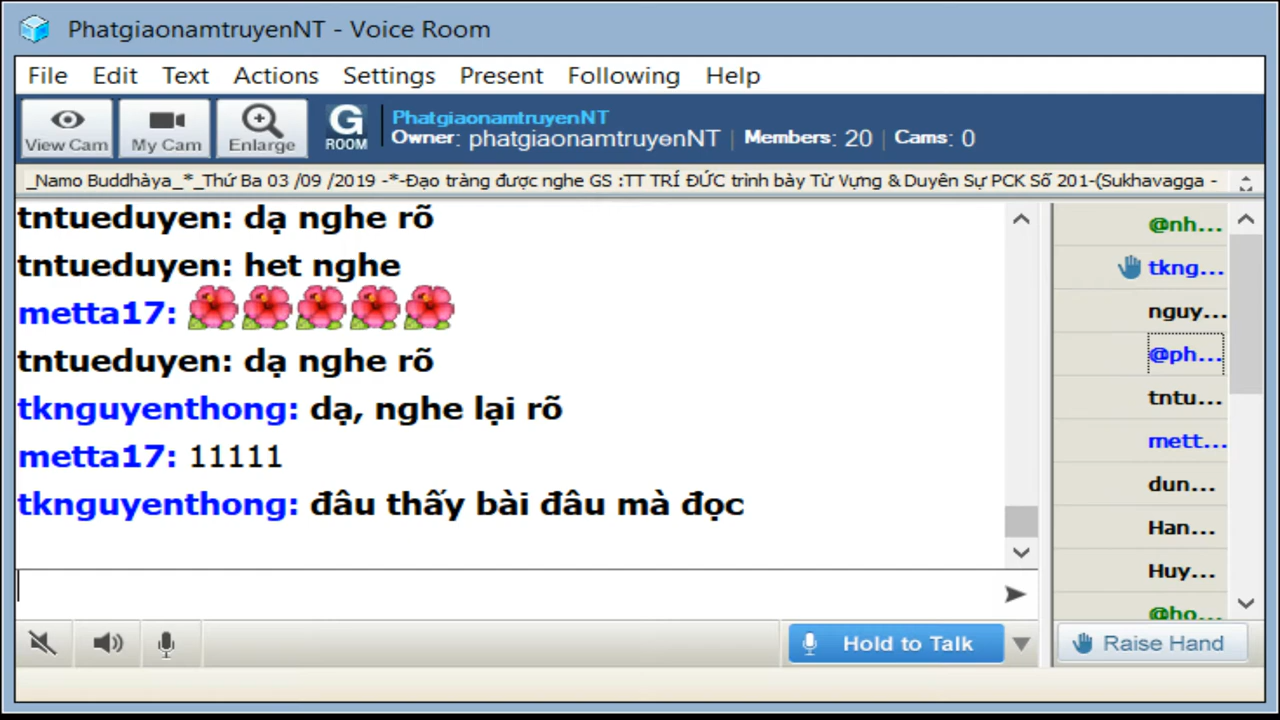 PhatgiaonamtruyenNT - Voice Room
File Edit Text Actions Settings Present Following Help
View Cam My Cam Enlarge G ROOM
PhatgiaonamtruyenNT
Owner: phatgiaonamtruyenNT | Members: 20 | Cams: 0
_Namo Buddhàya_*_Thứ Ba 03 /09 /2019 -*-Đạo tràng được nghe GS :TT TRÍ ĐỨC trình bày Từ Vựng & Duyên Sự PCK Số 201-(Sukhavagga -
tntueduyen: dạ nghe rõ
tntueduyen: het nghe
metta17:
tntueduyen: dạ nghe rõ
tknguyenthong: dạ, nghe lại rõ
metta17: 11111
tknguyenthong: đâu thấy bài đâu mà đọc
@nh...
tkng...
nguy...
@ph...
tntu...
mett...
dun...
Han...
Huy...
@ho...
Hold to Talk
Raise Hand